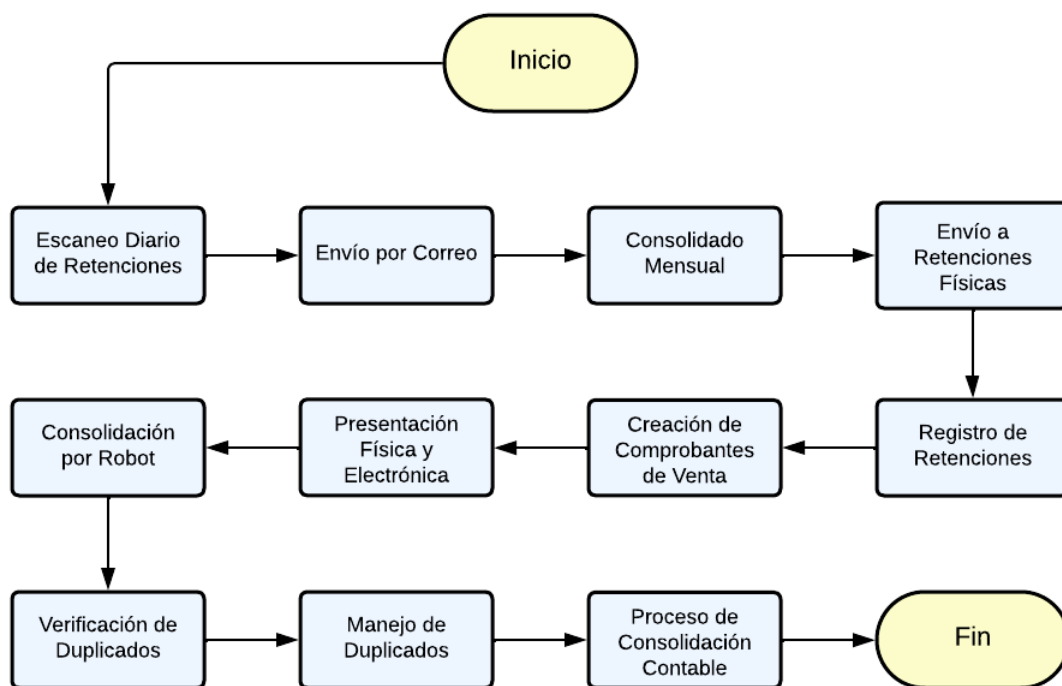 Inicio
Escaneo Diario
de Retenciones
Envío por Correo
Consolidado
Mensual
Envío a
Retenciones
Físicas
Registro de
Retenciones
Creación de
Comprobantes
de Venta
Presentación
Física y
Electrónica
Consolidación
por Robot
Verificación de
Duplicados
Manejo de
Duplicados
Proceso de
Consolidación
Contable
Fin